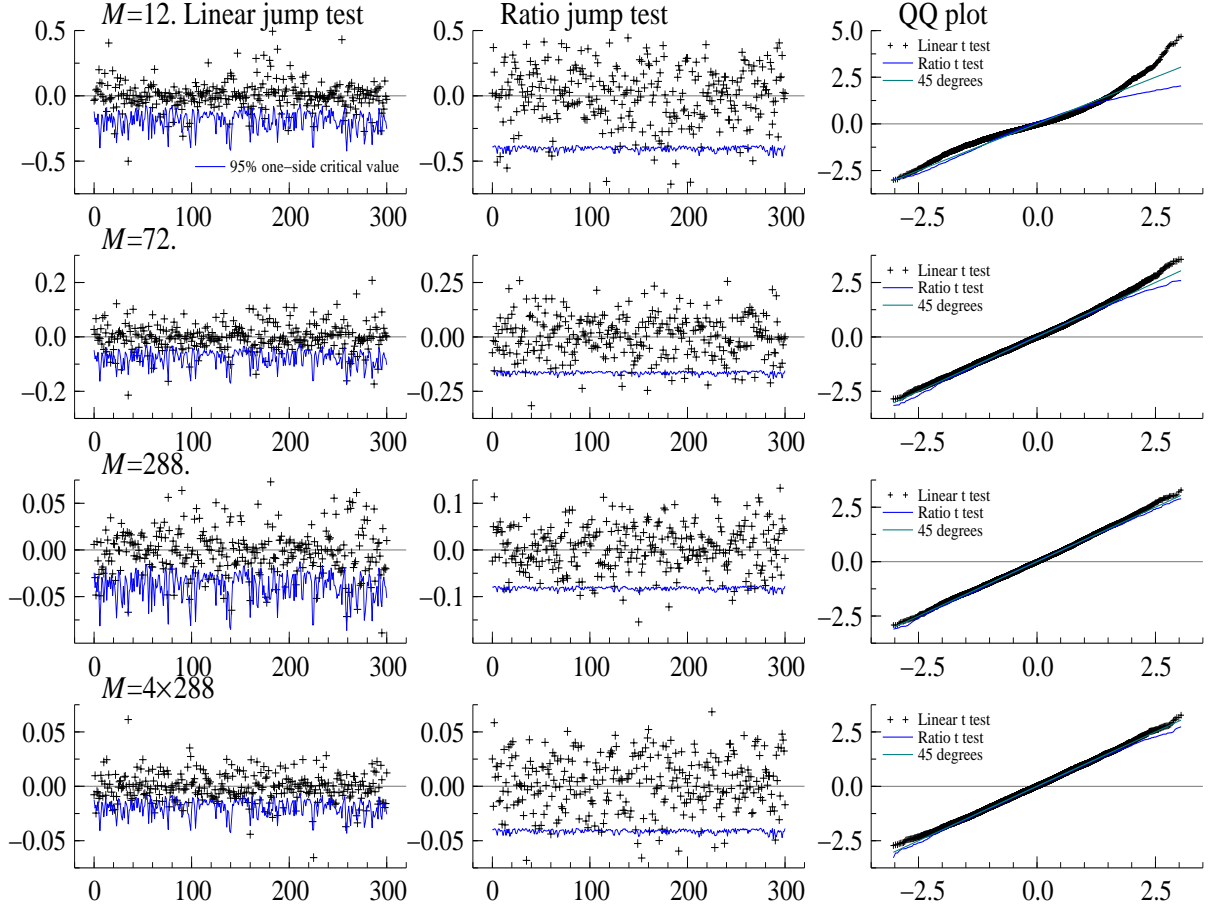 M=12. Linear jump test
Ratio jump test
QQ plot
0.5
0.0
−0.5
95% one−side critical value
0 100 200 300
0.5
0.0
−0.5
0 100 200 300
5.0
2.5
0.0
−2.5
Linear t test
Ratio t test
45 degrees
−2.5 0.0 2.5
M=72.
0.2
0.0
−0.2
0 100 200 300
0.25
0.00
−0.25
0 100 200 300
2.5
0.0
−2.5
Linear t test
Ratio t test
45 degrees
−2.5 0.0 2.5
M=288.
0.05
0.00
−0.05
0 100 200 300
0.1
0.0
−0.1
0 100 200 300
2.5
0.0
−2.5
Linear t test
Ratio t test
45 degrees
−2.5 0.0 2.5
M=4×288
0.05
0.00
−0.05
0 100 200 300
0.05
0.00
−0.05
0 100 200 300
2.5
0.0
−2.5
Linear t test
Ratio t test
45 degrees
−2.5 0.0 2.5